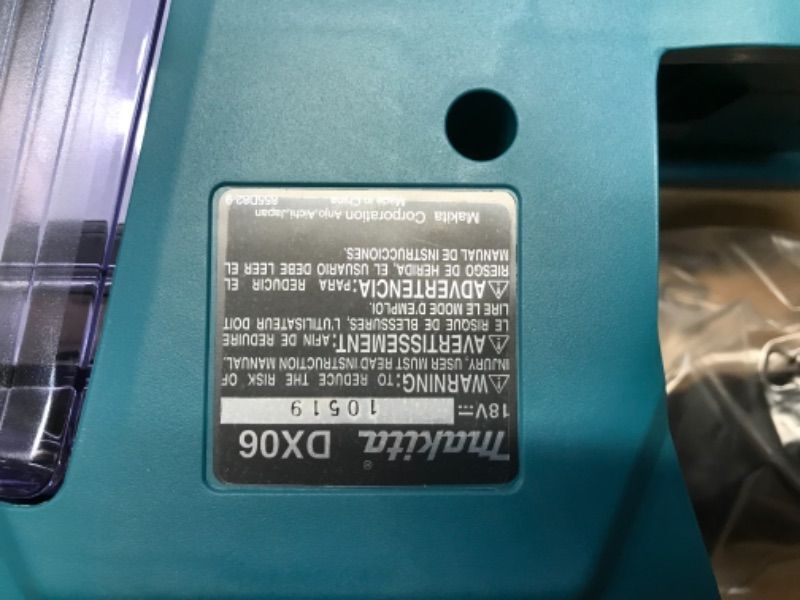 makita® DX06
18V⎓ 10519
⚠WARNING: TO REDUCE THE RISK OF
INJURY, USER MUST READ INSTRUCTION MANUAL.
⚠AVERTISSEMENT: AFIN DE REDUIRE
LE RISQUE DE BLESSURES, L'UTILISATEUR DOIT
LIRE LE MODE D'EMPLOI.
⚠ADVERTENCIA: PARA REDUCIR EL
RIESGO DE HERIDA, EL USUARIO DEBE LEER EL
MANUAL DE INSTRUCCIONES.
Makita Corporation Anjo, Aichi, Japan
Made in China 855D82-9